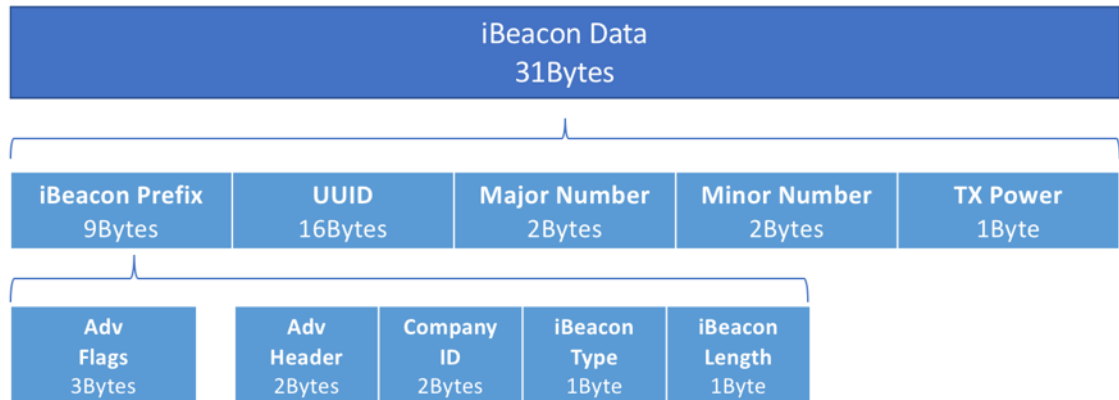 iBeacon Data
31Bytes
iBeacon Prefix
9Bytes
UUID
16Bytes
Major Number
2Bytes
Minor Number
2Bytes
TX Power
1Byte
Adv
Flags
3Bytes
Adv
Header
2Bytes
Company
ID
2Bytes
iBeacon
Type
1Byte
iBeacon
Length
1Byte